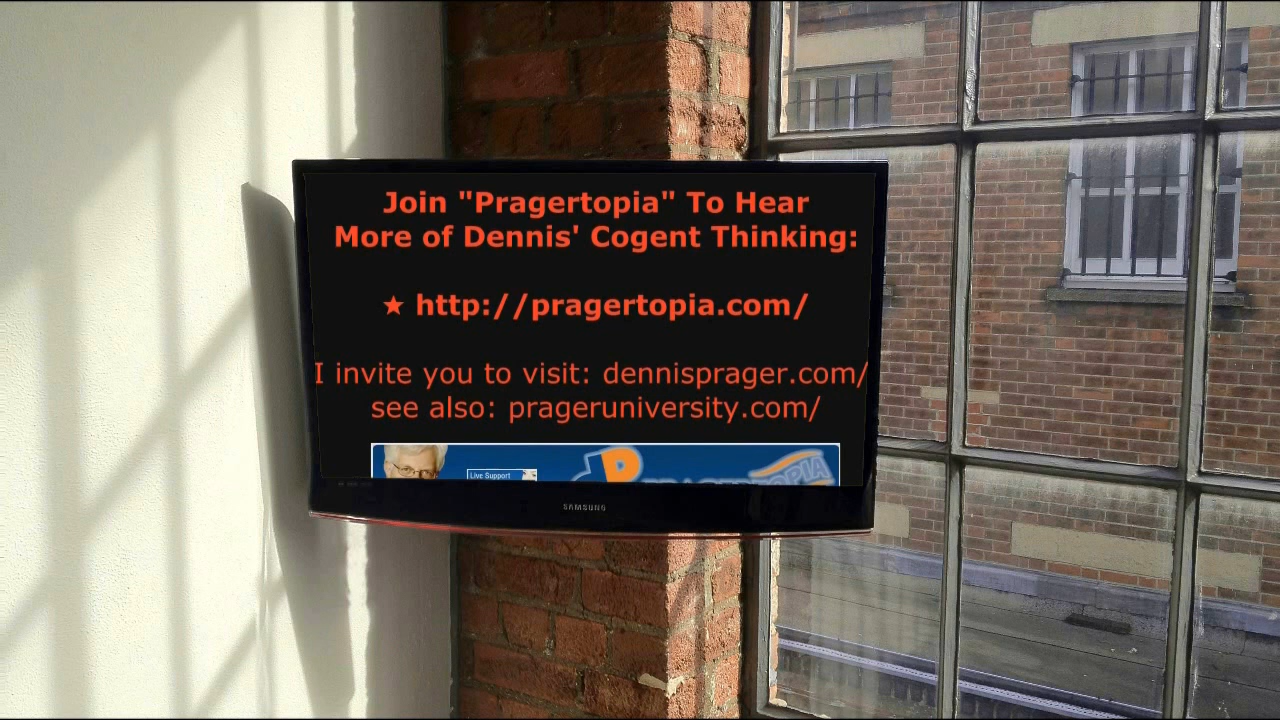 Join "Pragertopia" To Hear
More of Dennis' Cogent Thinking:
★ http://pragertopia.com/
I invite you to visit: dennisprager.com/
see also: prageruniversity.com/
Live Support
PRAGERTOPIA
SAMSUNG